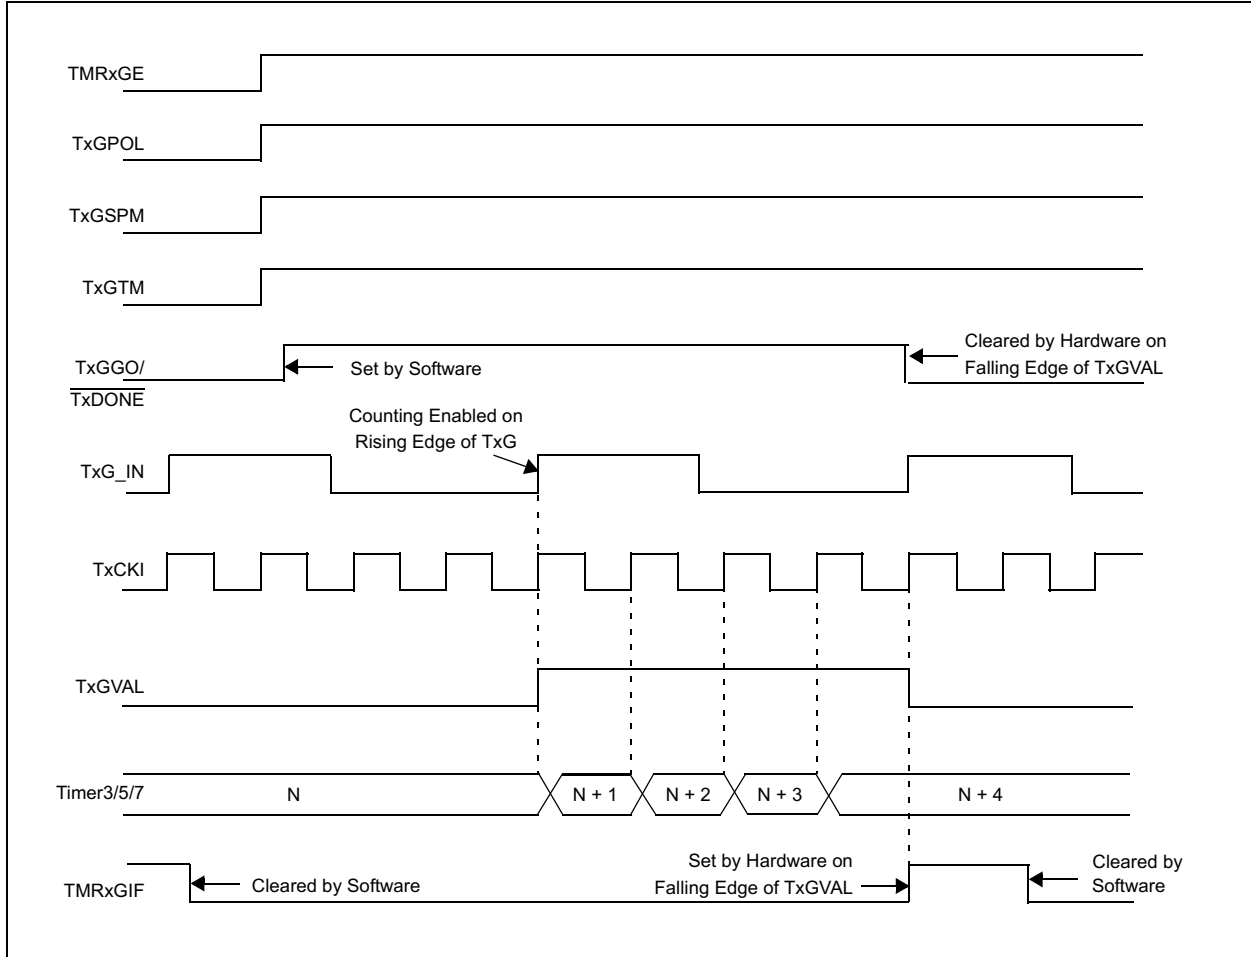 TMRxGE
TxGPOL
TxGSPM
TxGTM
TxGGO/
TxDONE
Set by Software
Cleared by Hardware on
Falling Edge of TxGVAL
Counting Enabled on
Rising Edge of TxG
TxG_IN
TxCKI
TxGVAL
Timer3/5/7
N
N + 1
N + 2
N + 3
N + 4
TMRxGIF
Cleared by Software
Set by Hardware on
Falling Edge of TxGVAL
Cleared by
Software